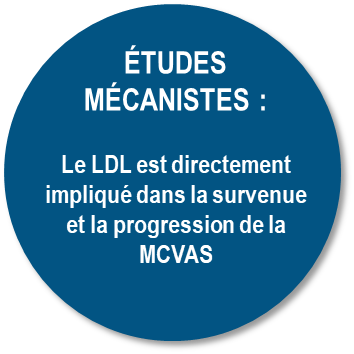 ÉTUDES
MÉCANISTES :
Le LDL est directement
impliqué dans la survenue
et la progression de la
MCVAS